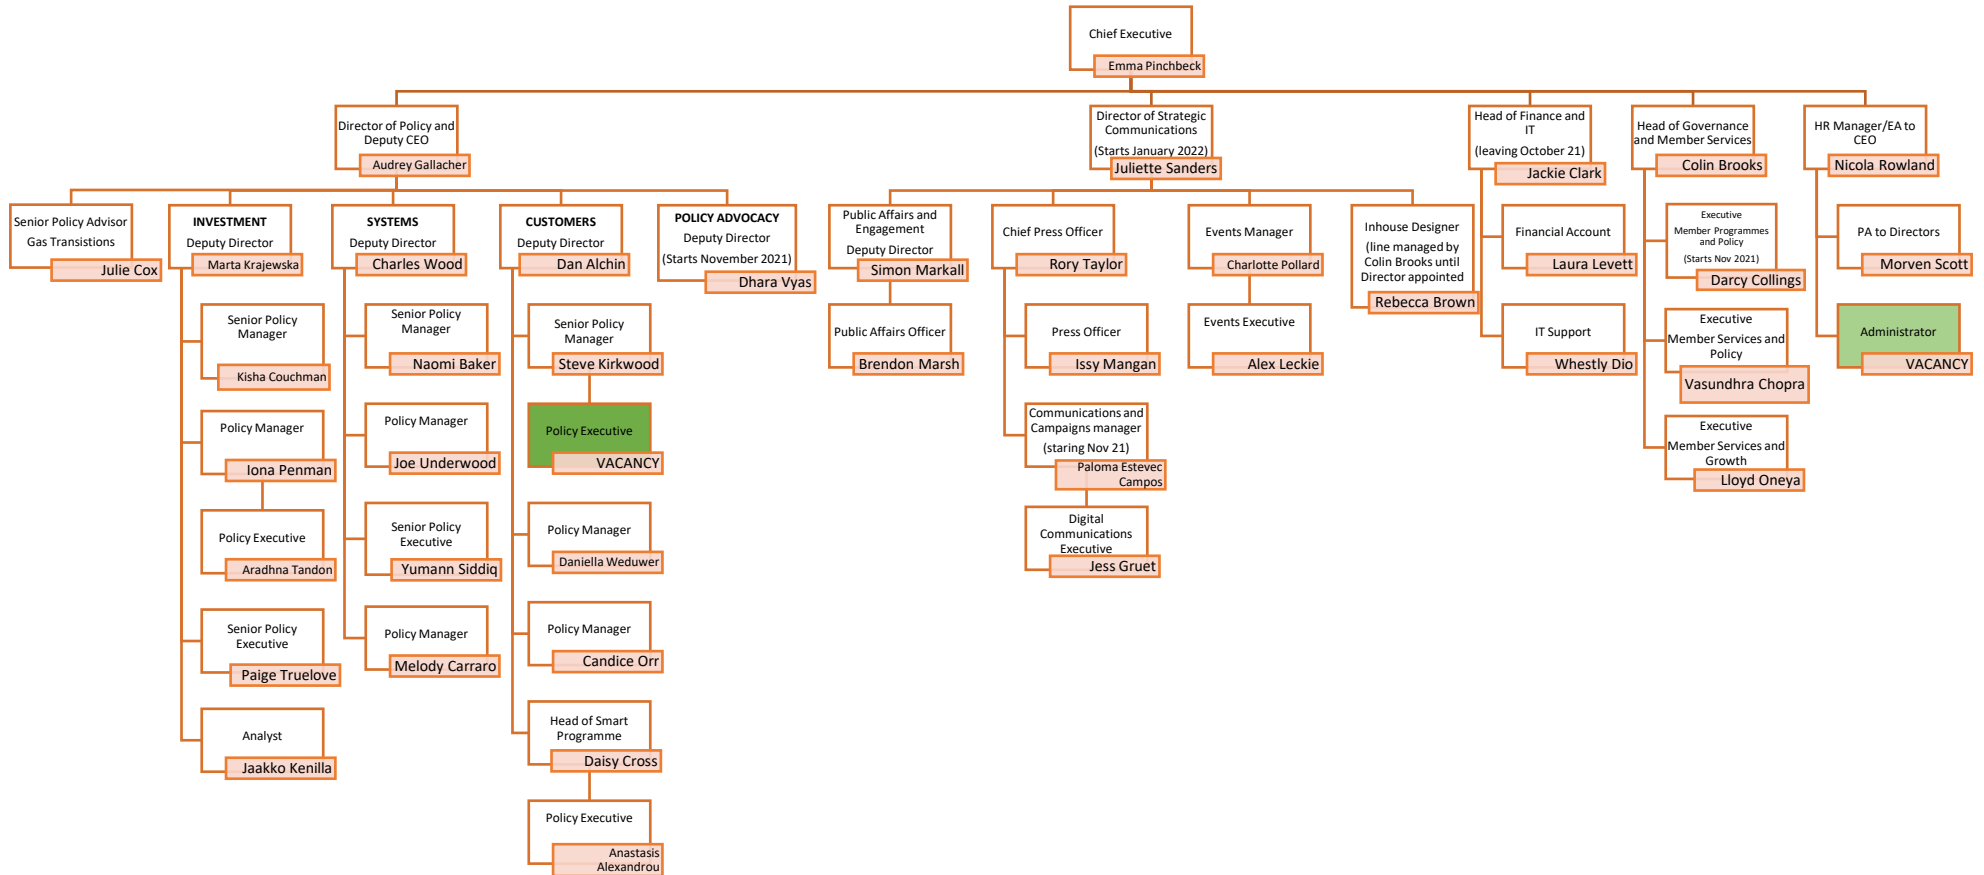 Chief Executive
Emma Pinchbeck
Director of Policy and
Deputy CEO
Audrey Gallacher
Director of Strategic
Communications
(Starts January 2022)
Juliette Sanders
Head of Finance and
IT
(leaving October 21)
Jackie Clark
Head of Governance
and Member Services
Colin Brooks
HR Manager/EA to
CEO
Nicola Rowland
Senior Policy Advisor
Gas Transistions
Julie Cox
INVESTMENT
Deputy Director
Marta Krajewska
SYSTEMS
Deputy Director
Charles Wood
CUSTOMERS
Deputy Director
Dan Alchin
POLICY ADVOCACY
Deputy Director
(Starts November 2021)
Dhara Vyas
Public Affairs and
Engagement
Deputy Director
Simon Markall
Chief Press Officer
Rory Taylor
Events Manager
Charlotte Pollard
Inhouse Designer
(line managed by
Colin Brooks until
Director appointed
Rebecca Brown
Financial Account
Laura Levett
Executive
Member Programmes
and Policy
(Starts Nov 2021)
Darcy Collings
PA to Directors
Morven Scott
Senior Policy
Manager
Kisha Couchman
Senior Policy
Manager
Naomi Baker
Senior Policy
Manager
Steve Kirkwood
Public Affairs Officer
Brendon Marsh
Press Officer
Issy Mangan
Events Executive
Alex Leckie
IT Support
Whestly Dio
Executive
Member Services and
Policy
Vasundhra Chopra
Administrator
VACANCY
Policy Manager
Iona Penman
Policy Manager
Joe Underwood
Policy Executive
VACANCY
Communications and
Campaigns manager
(staring Nov 21)
Paloma Estevec
Campos
Executive
Member Services and
Growth
Lloyd Oneya
Policy Executive
Aradhna Tandon
Senior Policy
Executive
Yumann Siddiq
Policy Manager
Daniella Weduwer
Digital
Communications
Executive
Jess Gruet
Senior Policy
Executive
Paige Truelove
Policy Manager
Melody Carraro
Policy Manager
Candice Orr
Analyst
Jaakko Kenilla
Head of Smart
Programme
Daisy Cross
Policy Executive
Anastasis
Alexandrou